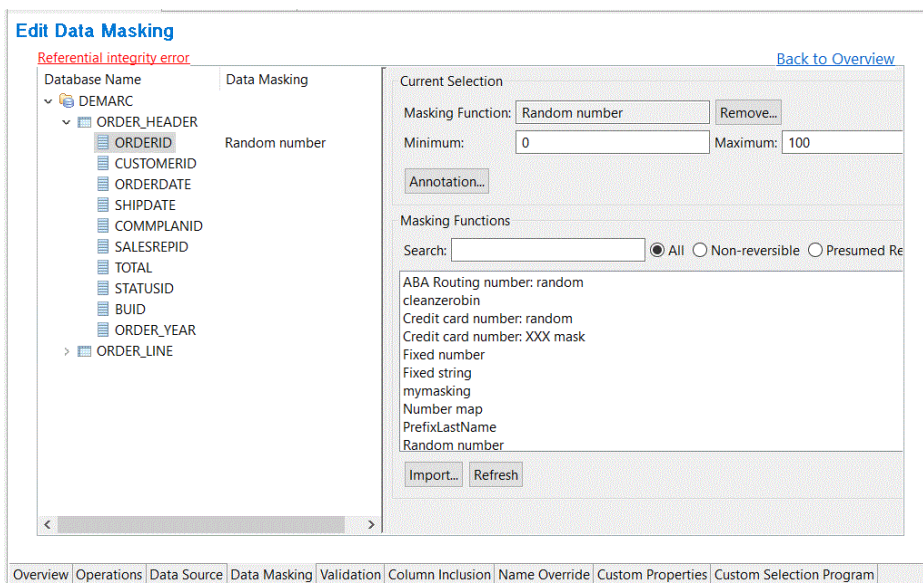 Edit Data Masking
Referential integrity error
Back to Overview
Database Name Data Masking
DEMARC
ORDER_HEADER
ORDERID Random number
CUSTOMERID
ORDERDATE
SHIPDATE
COMMPLANID
SALESREPID
TOTAL
STATUSID
BUID
ORDER_YEAR
ORDER_LINE
Current Selection
Masking Function: Random number Remove...
Minimum: 0 Maximum: 100
Annotation...
Masking Functions
Search: All Non-reversible Presumed Re
ABA Routing number: random
cleanzerobin
Credit card number: random
Credit card number: XXX mask
Fixed number
Fixed string
mymasking
Number map
PrefixLastName
Random number
Import... Refresh
Overview Operations Data Source Data Masking Validation Column Inclusion Name Override Custom Properties Custom Selection Program